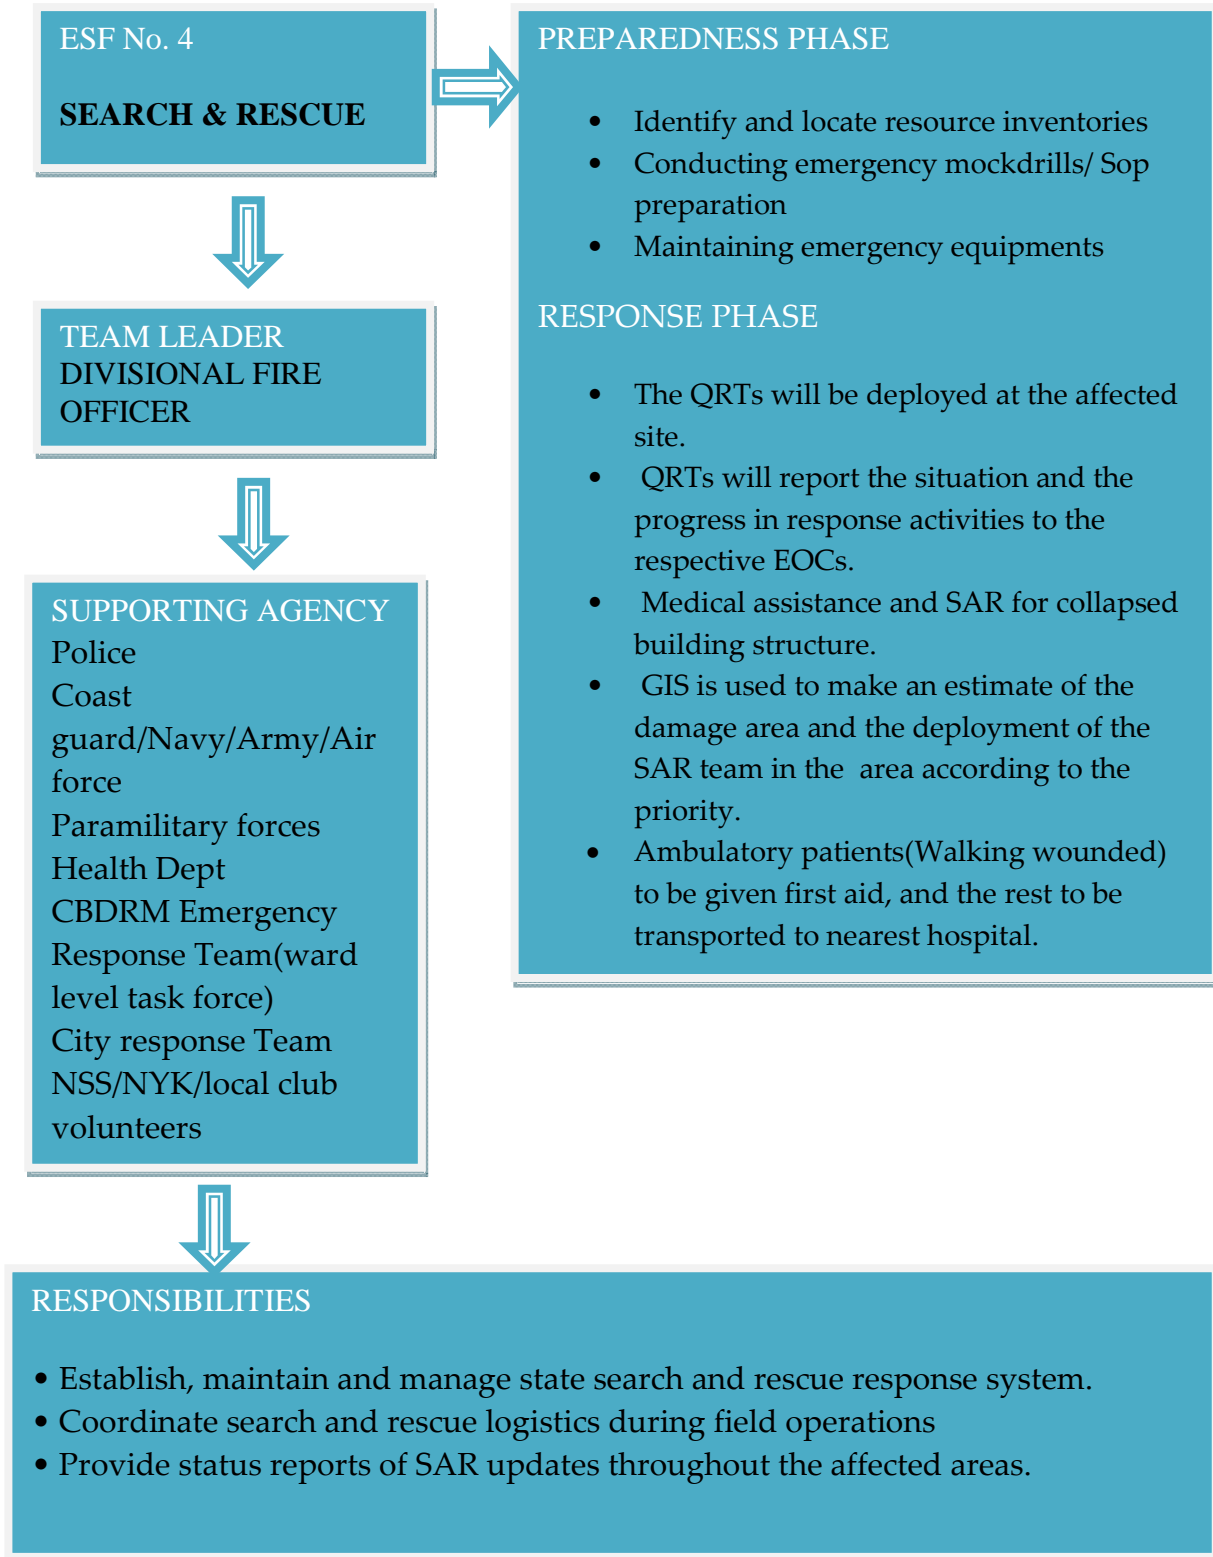 ESF No. 4
SEARCH & RESCUE
TEAM LEADER
DIVISIONAL FIRE
OFFICER
SUPPORTING AGENCY
Police
Coast
guard/Navy/Army/Air
force
Paramilitary forces
Health Dept
CBDRM Emergency
Response Team(ward
level task force)
City response Team
NSS/NYK/local club
volunteers
PREPAREDNESS PHASE
• Identify and locate resource inventories
• Conducting emergency mockdrills/ Sop
preparation
• Maintaining emergency equipments
RESPONSE PHASE
• The QRTs will be deployed at the affected
site.
• QRTs will report the situation and the
progress in response activities to the
respective EOCs.
• Medical assistance and SAR for collapsed
building structure.
• GIS is used to make an estimate of the
damage area and the deployment of the
SAR team in the area according to the
priority.
• Ambulatory patients(Walking wounded)
to be given first aid, and the rest to be
transported to nearest hospital.
RESPONSIBILITIES
• Establish, maintain and manage state search and rescue response system.
• Coordinate search and rescue logistics during field operations
• Provide status reports of SAR updates throughout the affected areas.